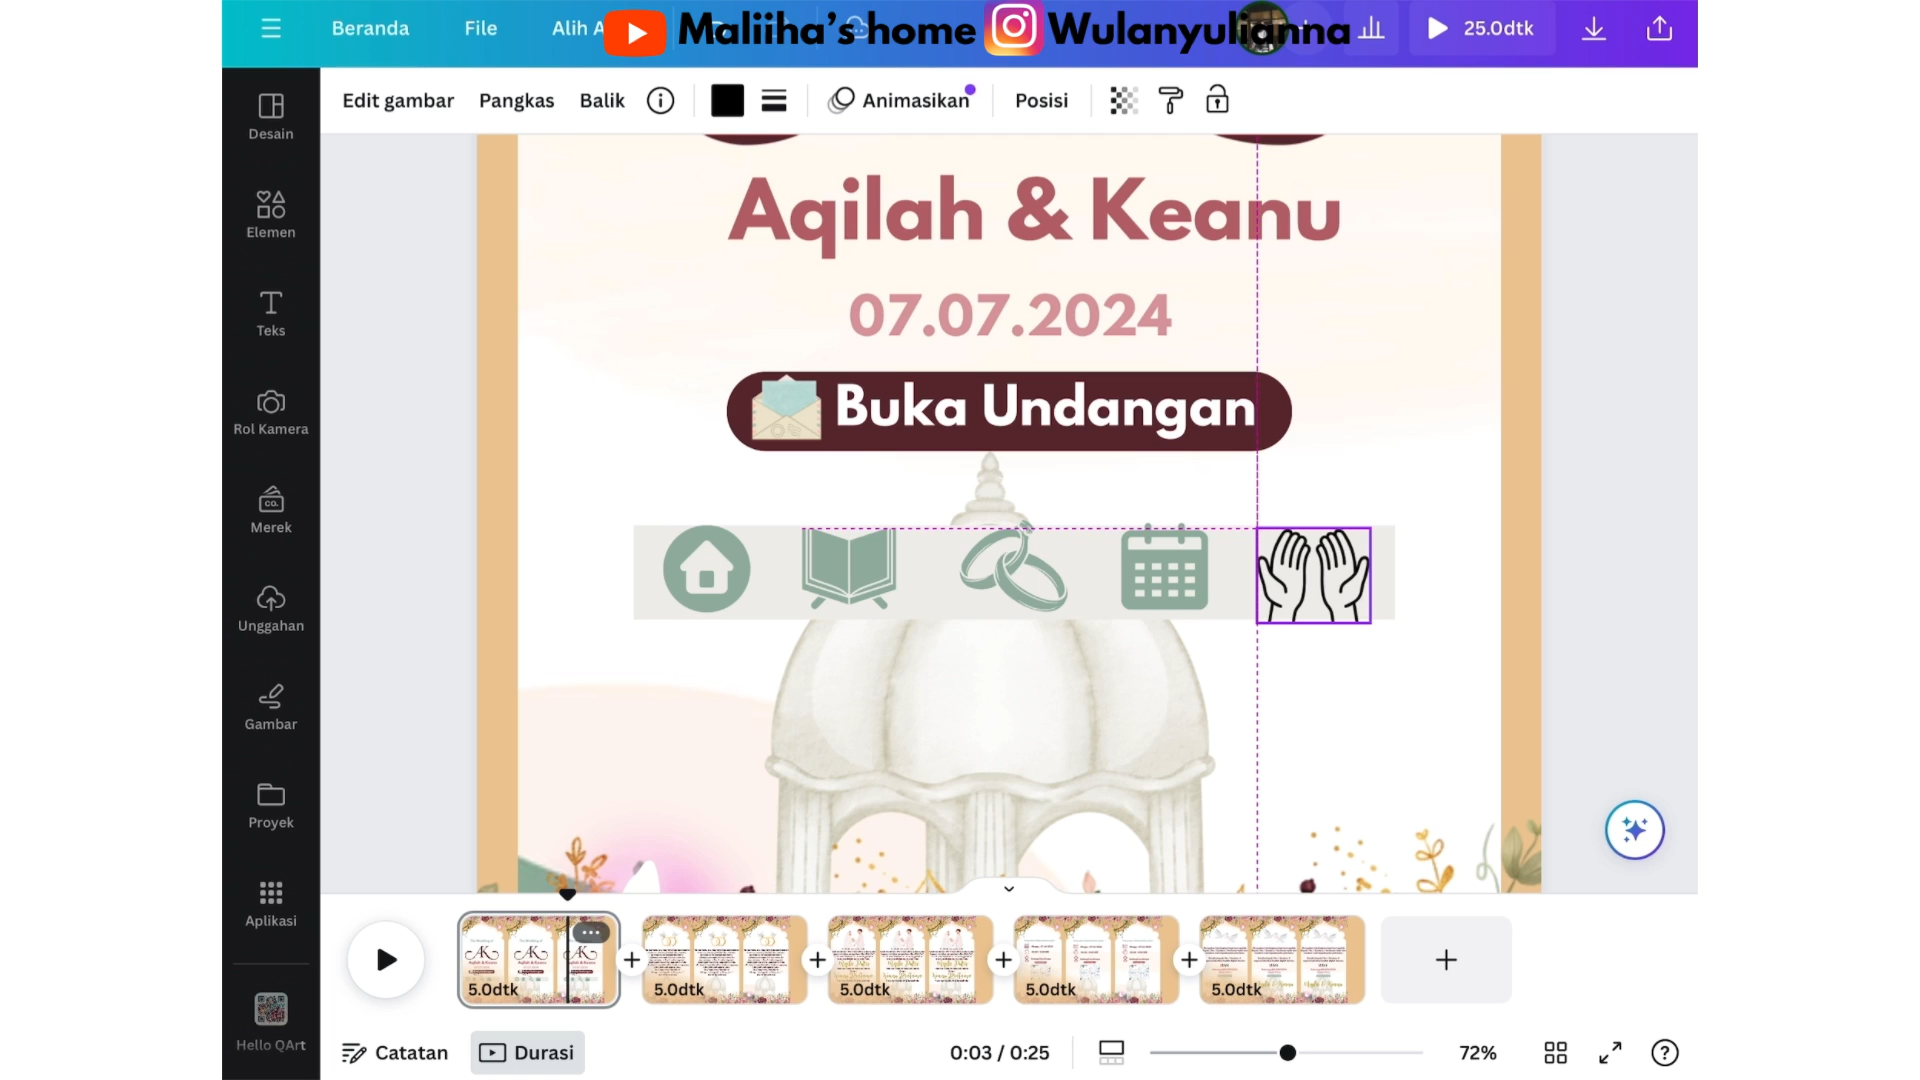 Beranda
File
Alih A
Maliiha's home
Wulanyulianna
25.0dtk
Edit gambar
Pangkas
Balik
Animasikan
Posisi
Desain
Elemen
Teks
Rol Kamera
Merek
CO.
Unggahan
Gambar
Proyek
Aplikasi
Hello QArt
Aqilah & Keanu
07.07.2024
Buka Undangan
5.0dtk
5.0dtk
5.0dtk
5.0dtk
5.0dtk
Catatan
Durasi
0:03 / 0:25
72%